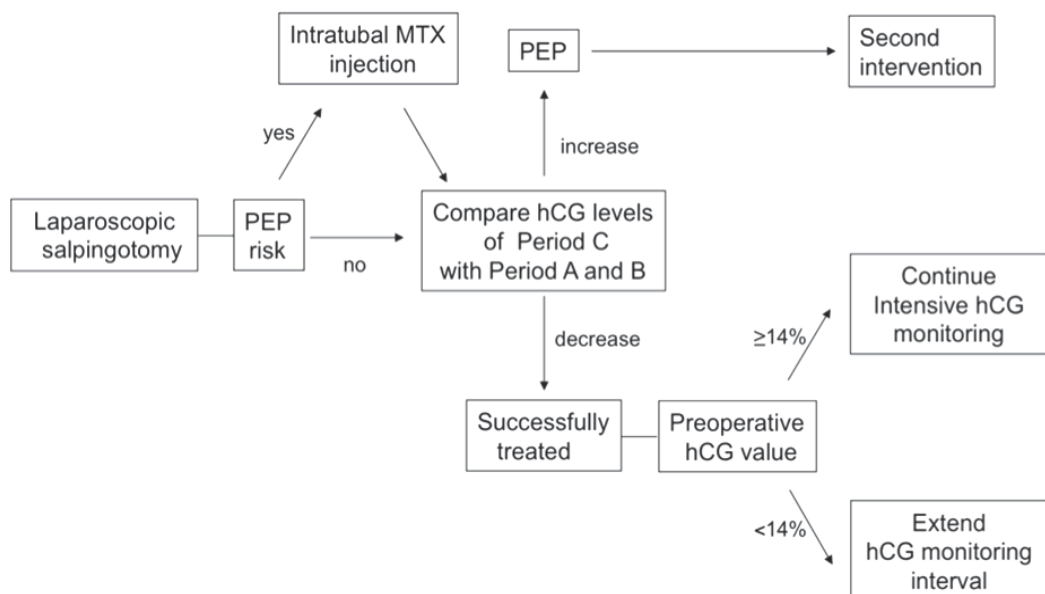 Intratubal MTX
injection
PEP
Second
intervention
yes
increase
Laparoscopic
salpingotomy
PEP
risk
no
Compare hCG levels
of Period C
with Period A and B
decrease
Continue
Intensive hCG
monitoring
≥14%
Successfully
treated
Preoperative
hCG value
<14%
Extend
hCG monitoring
interval